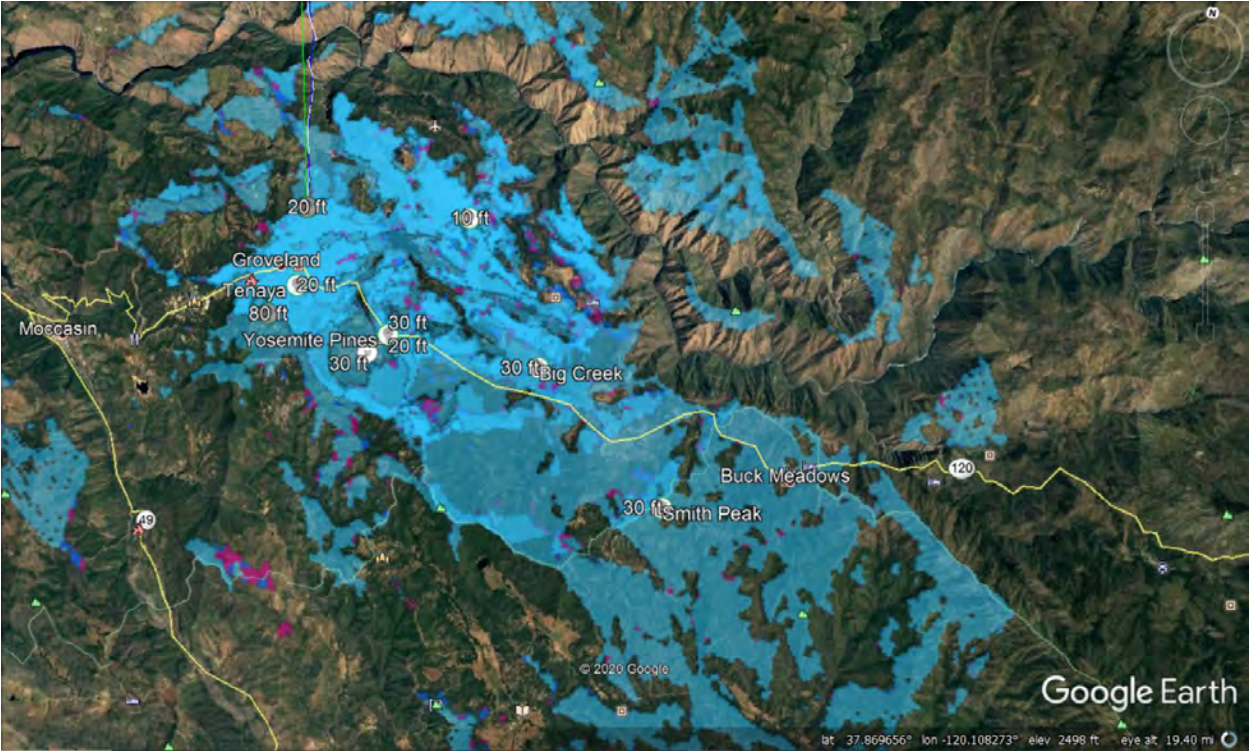 N
20 ft
10 ft
Groveland
Tenaya
20 ft
80 ft
Moccasin
30 ft
Yosemite Pines
20 ft
30 ft
30 ft
Big Creek
Buck Meadows
120
30 ft
Smith Peak
49
© 2020 Google
Google Earth
lat 37.869656° lon -120.108273° elev 2498 ft eye alt 19.40 mi